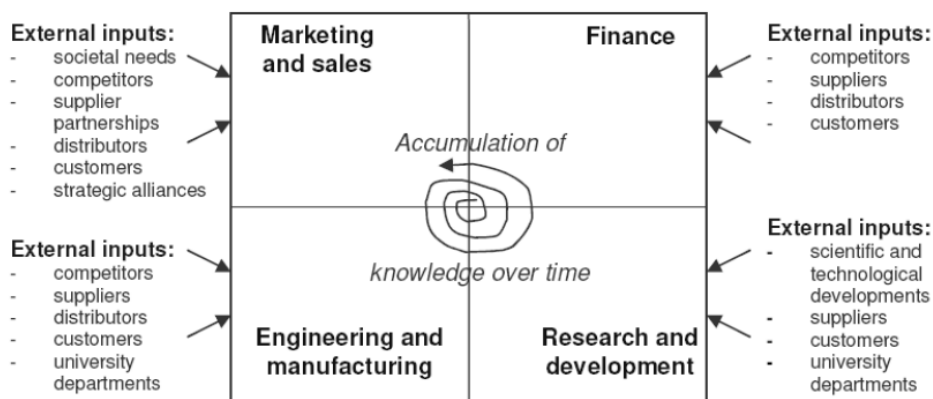 External inputs:
- societal needs
- competitors
- supplier
partnerships
- distributors
- customers
- strategic alliances
Marketing
and sales
Finance
External inputs:
- competitors
- suppliers
- distributors
- customers
Accumulation of
knowledge over time
External inputs:
- competitors
- suppliers
- distributors
- customers
- university
departments
Engineering and
manufacturing
Research and
development
External inputs:
- scientific and
technological
developments
- suppliers
- customers
- university
departments